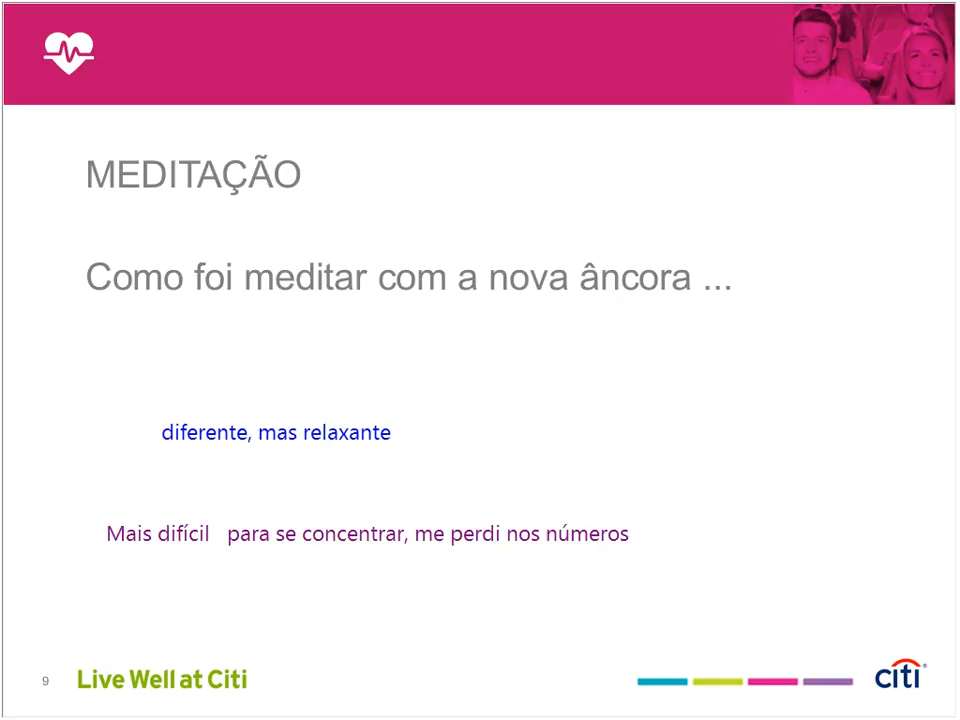 MEDITAÇÃO
Como foi meditar com a nova âncora ...
diferente, mas relaxante
Mais difícil para se concentrar, me perdi nos números
9
Live Well at Citi
citi®